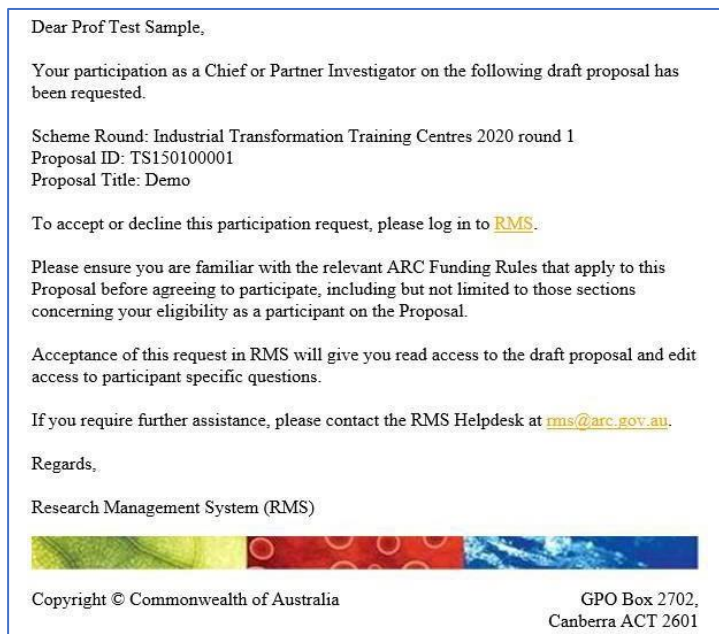 Dear Prof Test Sample,
Your participation as a Chief or Partner Investigator on the following draft proposal has
been requested.
Scheme Round: Industrial Transformation Training Centres 2020 round 1
Proposal ID: TS150100001
Proposal Title: Demo
To accept or decline this participation request, please log in to RMS.
Please ensure you are familiar with the relevant ARC Funding Rules that apply to this
Proposal before agreeing to participate, including but not limited to those sections
concerning your eligibility as a participant on the Proposal.
Acceptance of this request in RMS will give you read access to the draft proposal and edit
access to participant specific questions.
If you require further assistance, please contact the RMS Helpdesk at rms@arc.gov.au.
Regards,
Research Management System (RMS)
Copyright © Commonwealth of Australia GPO Box 2702,
Canberra ACT 2601